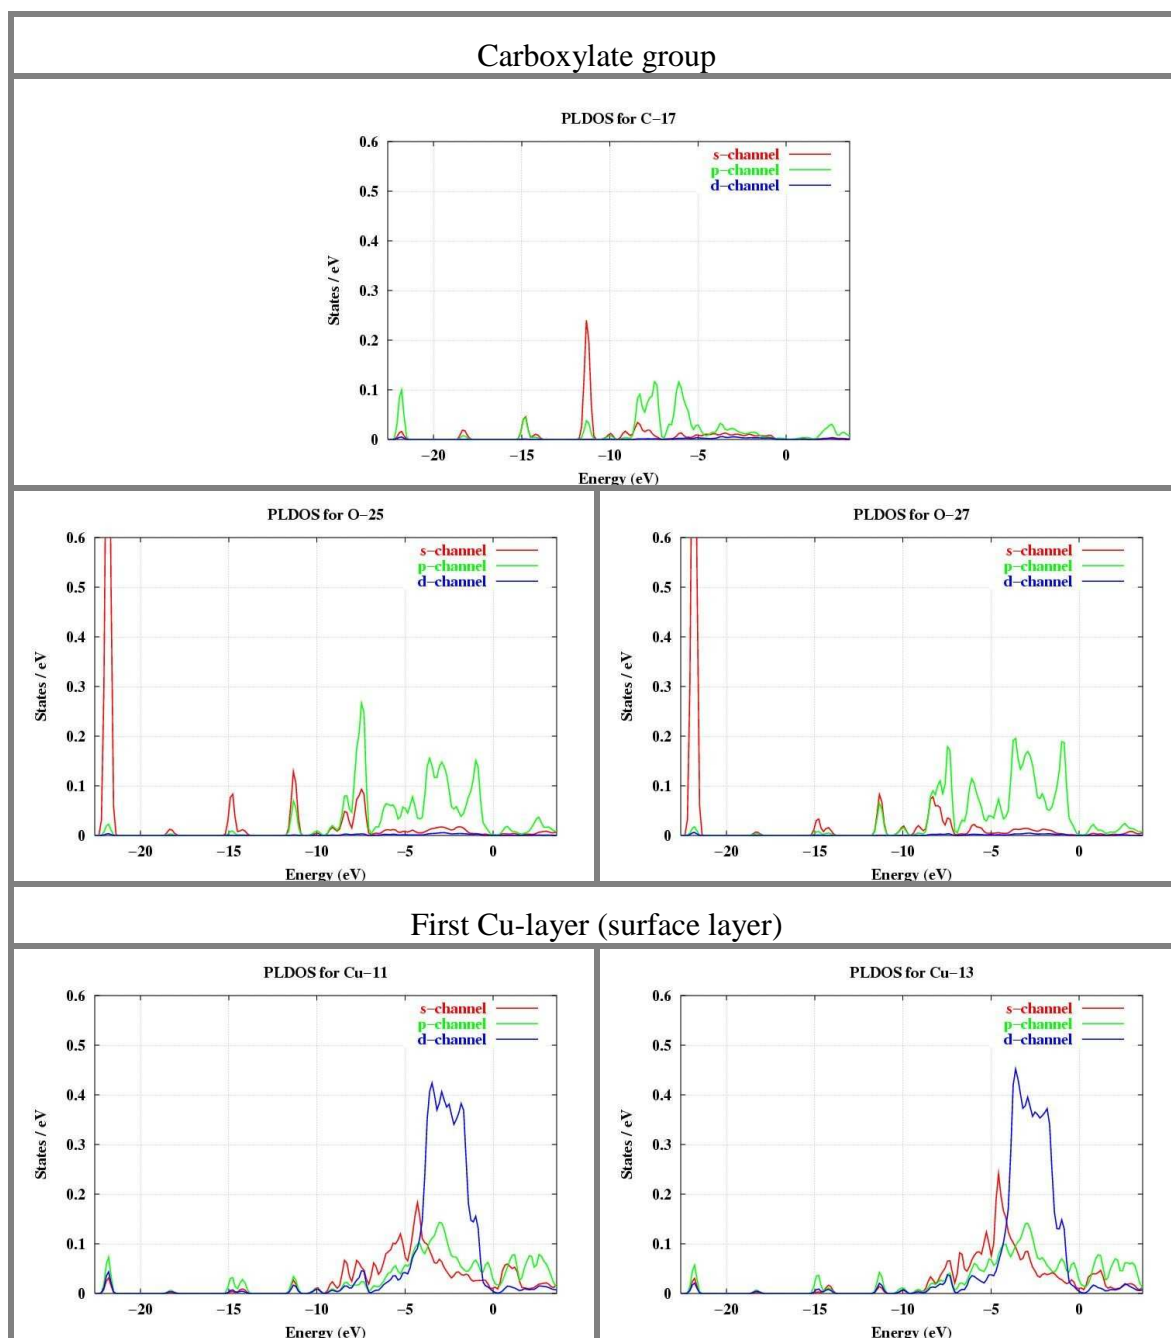 Carboxylate group
PLDOS for C-17
s-channel
p-channel
d-channel
0.6
0.5
0.4
0.3
0.2
0.1
0
States / eV
-20 -15 -10 -5 0
Energy (eV)
PLDOS for O-25
s-channel
p-channel
d-channel
0.6
0.5
0.4
0.3
0.2
0.1
0
States / eV
-20 -15 -10 -5 0
Energy (eV)
PLDOS for O-27
s-channel
p-channel
d-channel
0.6
0.5
0.4
0.3
0.2
0.1
0
States / eV
-20 -15 -10 -5 0
Energy (eV)
First Cu-layer (surface layer)
PLDOS for Cu-11
s-channel
p-channel
d-channel
0.6
0.5
0.4
0.3
0.2
0.1
0
States / eV
-20 -15 -10 -5 0
Energy (eV)
PLDOS for Cu-13
s-channel
p-channel
d-channel
0.6
0.5
0.4
0.3
0.2
0.1
0
States / eV
-20 -15 -10 -5 0
Energy (eV)